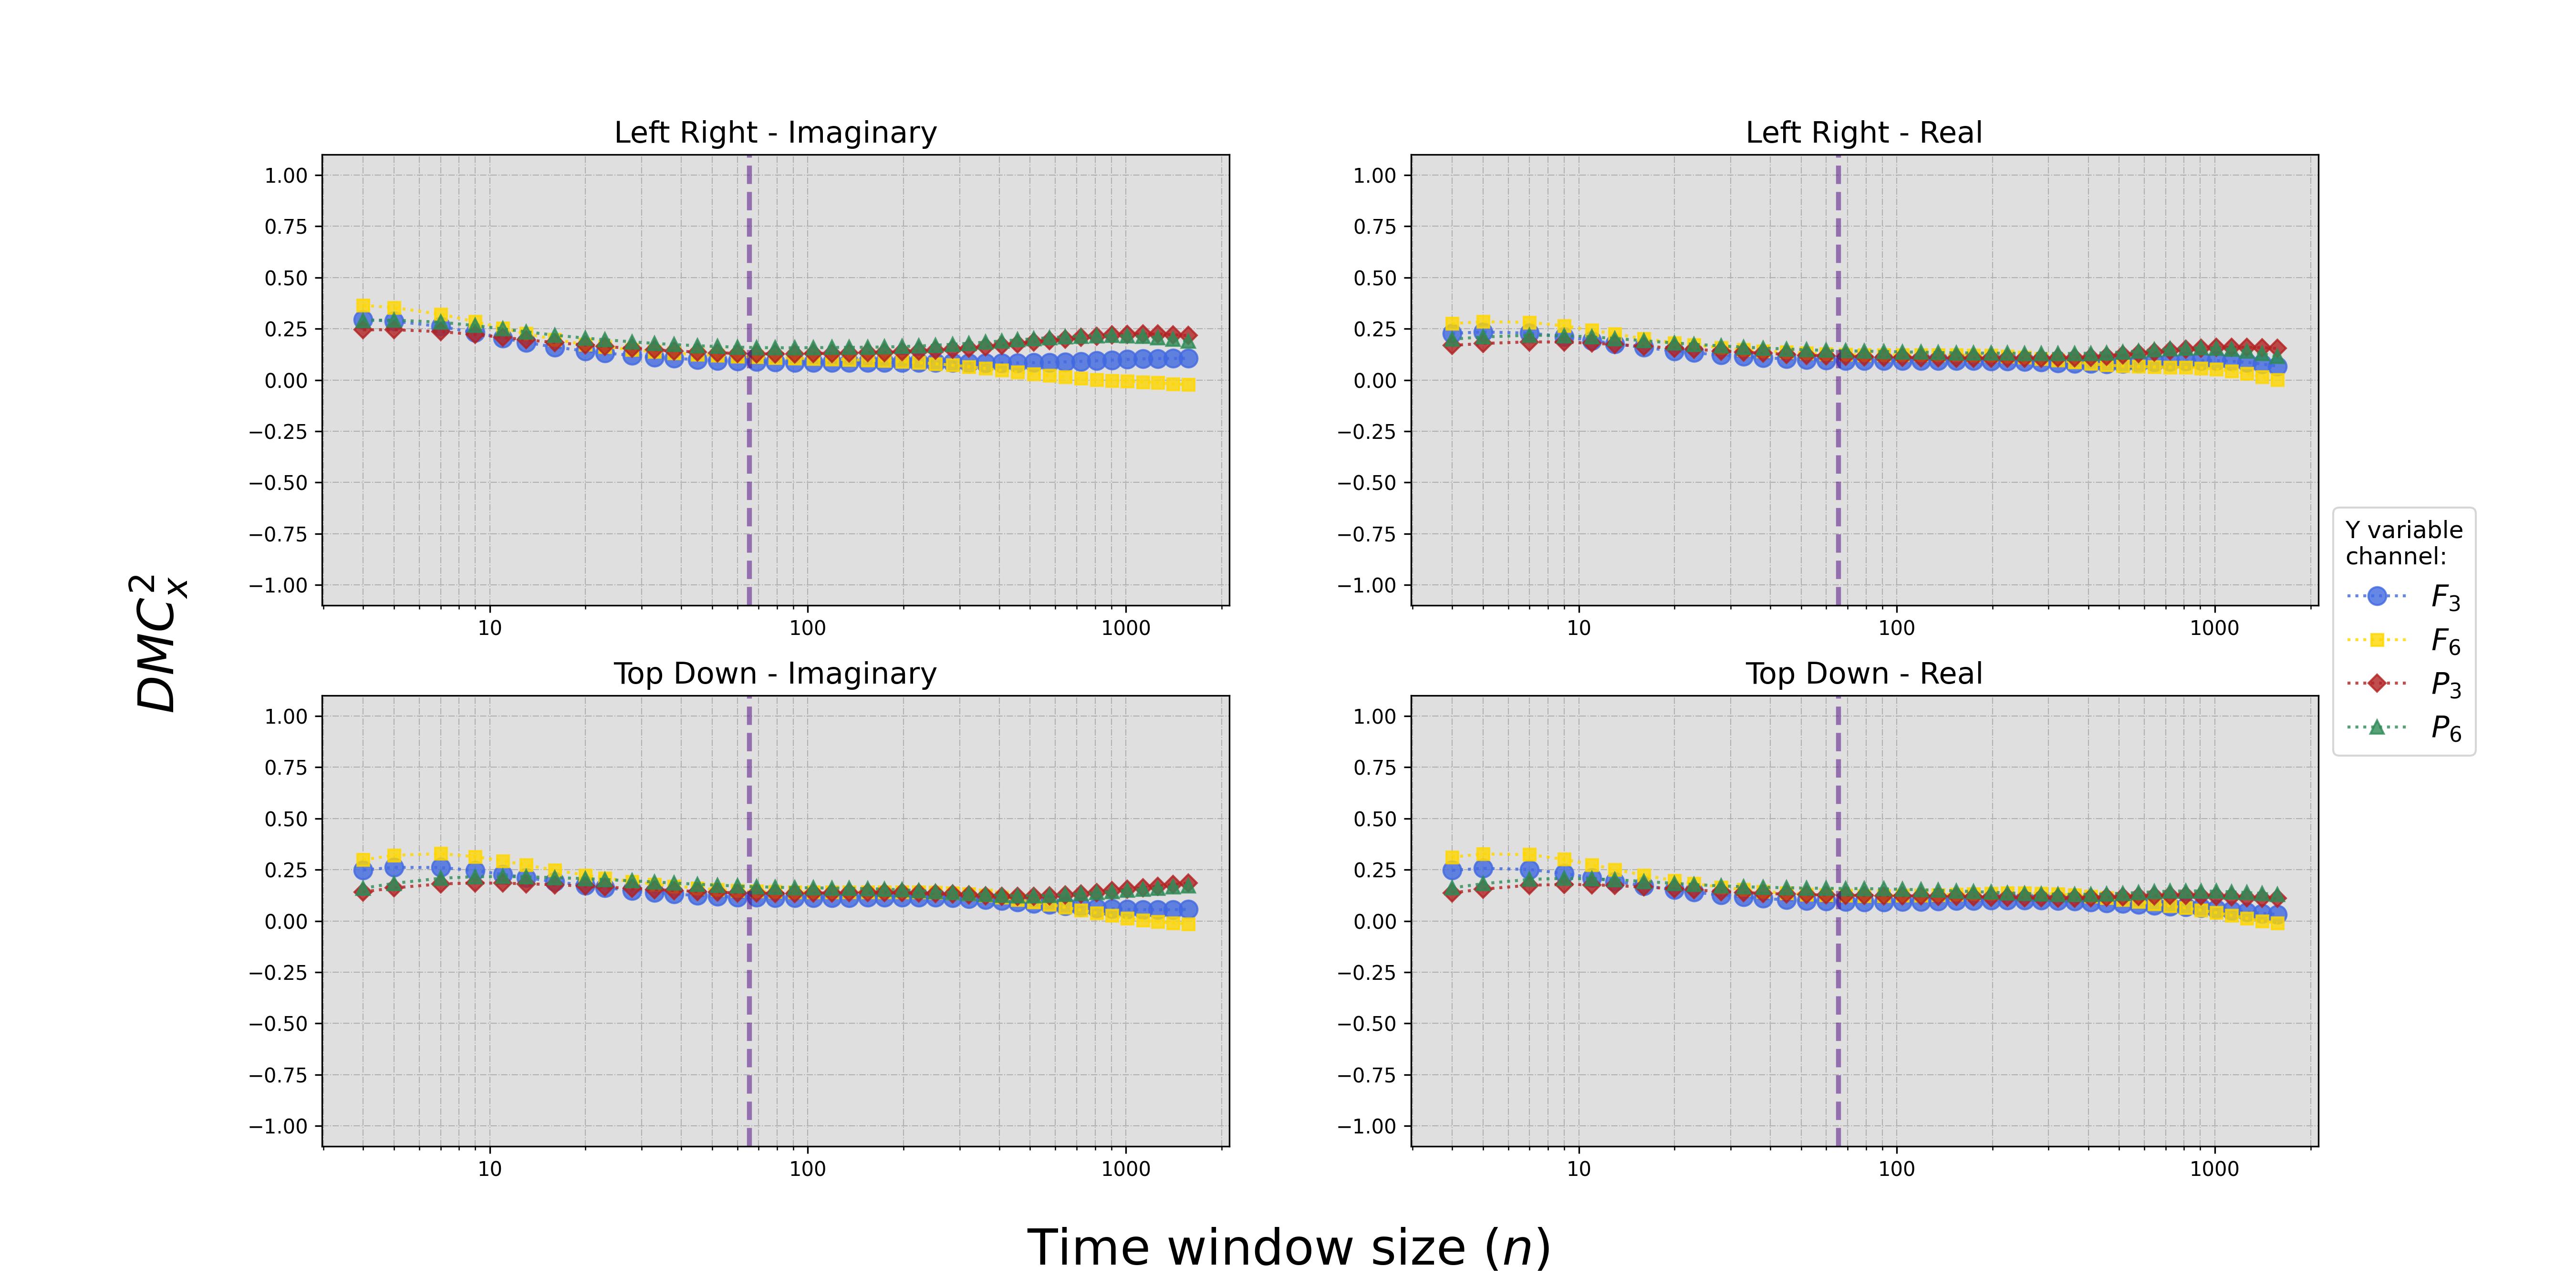 Left Right - Imaginary
1.00
0.75
0.50
0.25
0.00
−0.25
−0.50
−0.75
−1.00
10 100 1000
Left Right - Real
1.00
0.75
0.50
0.25
0.00
−0.25
−0.50
−0.75
−1.00
10 100 1000
Top Down - Imaginary
1.00
0.75
0.50
0.25
0.00
−0.25
−0.50
−0.75
−1.00
10 100 1000
Top Down - Real
1.00
0.75
0.50
0.25
0.00
−0.25
−0.50
−0.75
−1.00
10 100 1000
Y variable
channel:
F₃
F₆
P₃
P₆
DMC²ₓ
Time window size (n)